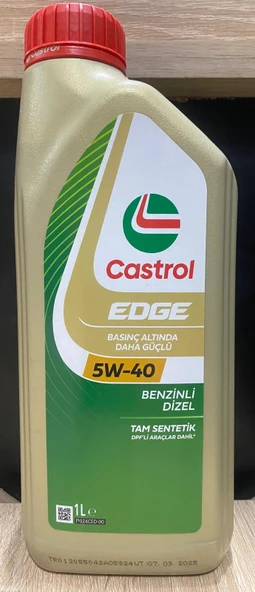 Castrol
Castrol
EDGE
BASINÇ ALTINDA
DAHA GÜÇLÜ
5W-40
BENZİNLİ
DİZEL
TAM SENTETİK
DPF'Lİ ARAÇLAR DAHİL*
1L e